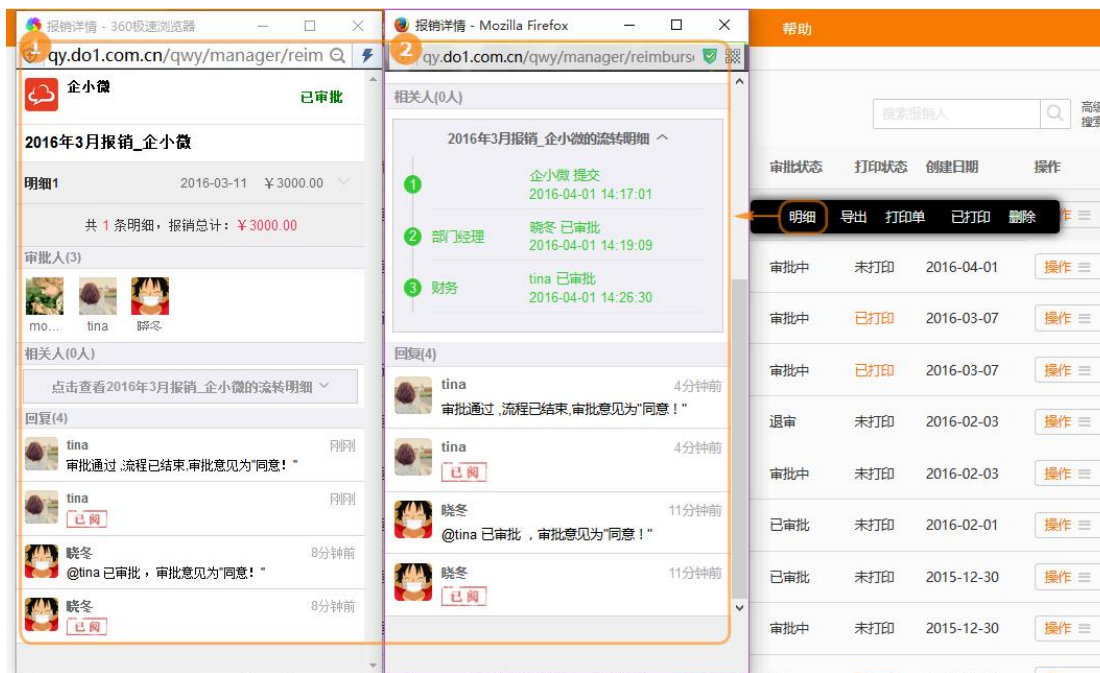 报销详情 - 360极速浏览器
1
qy.do1.com.cn/qwy/manager/reim
企小微
已审批
2016年3月报销_企小微
明细1 2016-03-11 ￥3000.00
共 1 条明细，报销总计：￥3000.00
审批人(3)
mo... tina 晓冬
相关人(0人)
点击查看2016年3月报销_企小微的流转明细
回复(4)
tina 刚刚
审批通过 ,流程已结束,审批意见为"同意！"
tina 刚刚
已阅
晓冬 8分钟前
@tina 已审批 ，审批意见为"同意！"
晓冬 8分钟前
已阅
报销详情 - Mozilla Firefox
2
qy.do1.com.cn/qwy/manager/reimburs
相关人(0人)
2016年3月报销_企小微的流转明细
1 企小微 提交
2016-04-01 14:17:01
2 部门经理 晓冬 已审批
2016-04-01 14:19:09
3 财务 tina 已审批
2016-04-01 14:26:30
回复(4)
tina 4分钟前
审批通过 ,流程已结束,审批意见为"同意！"
tina 4分钟前
已阅
晓冬 11分钟前
@tina 已审批 ，审批意见为"同意！"
晓冬 11分钟前
已阅
帮助
搜索报销人
高级
搜索
审批状态 打印状态 创建日期 操作
明细 导出 打印单 已打印 删除
审批中 未打印 2016-04-01 操作
审批中 已打印 2016-03-07 操作
审批中 已打印 2016-03-07 操作
退审 未打印 2016-02-03 操作
审批中 未打印 2016-02-03 操作
已审批 未打印 2016-02-01 操作
已审批 未打印 2015-12-30 操作
审批中 未打印 2015-12-30 操作